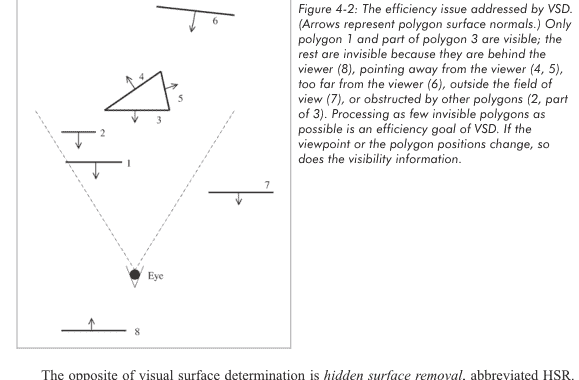 6
4
5
3
2
1
7
Eye
8
Figure 4-2: The efficiency issue addressed by VSD.
(Arrows represent polygon surface normals.) Only
polygon 1 and part of polygon 3 are visible; the
rest are invisible because they are behind the
viewer (8), pointing away from the viewer (4, 5),
too far from the viewer (6), outside the field of
view (7), or obstructed by other polygons (2, part
of 3). Processing as few invisible polygons as
possible is an efficiency goal of VSD. If the
viewpoint or the polygon positions change, so
does the visibility information.
The opposite of visual surface determination is hidden surface removal, abbreviated HSR.